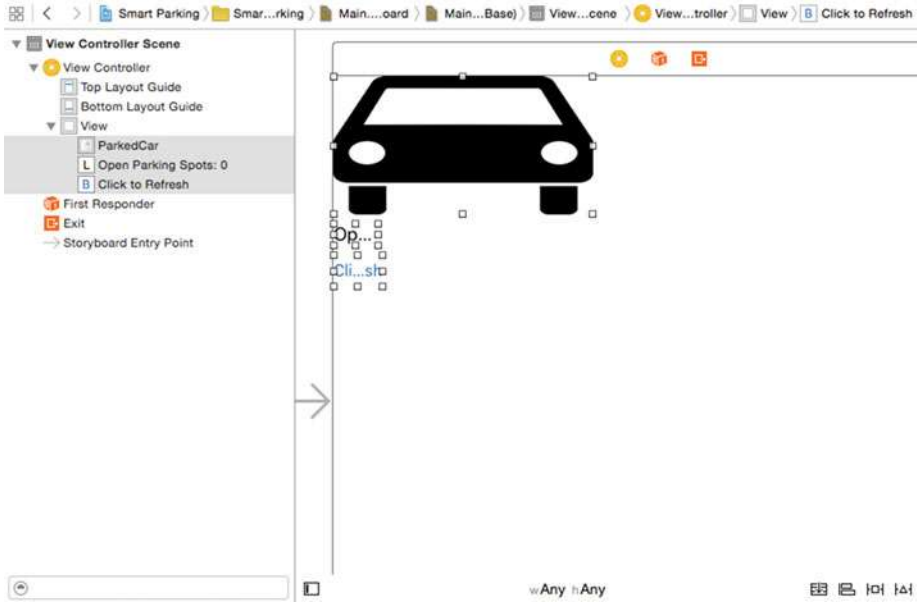 Smart Parking Smar...rking Main....oard Main...Base) View...cene View...troller View B Click to Refresh
View Controller Scene
View Controller
Top Layout Guide
Bottom Layout Guide
View
ParkedCar
L Open Parking Spots: 0
B Click to Refresh
First Responder
Exit
Storyboard Entry Point
Op...
Cli...sh
wAny hAny